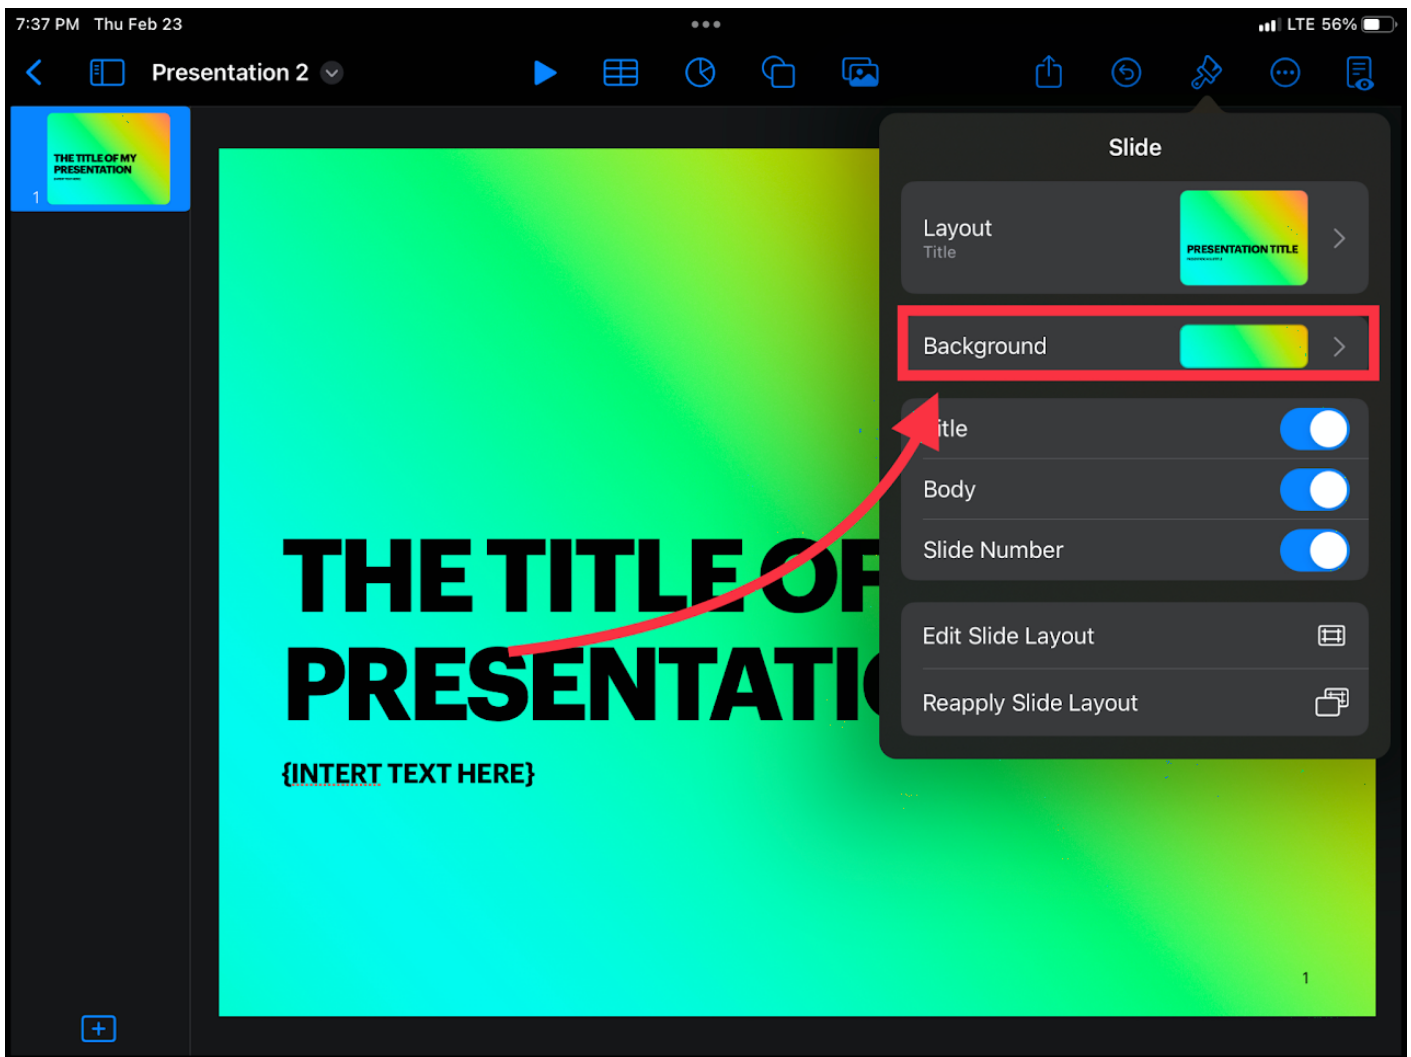 7:37 PM Thu Feb 23
LTE 56%
Presentation 2
THE TITLE OF MY
PRESENTATION
1
Slide
Layout
Title
PRESENTATION TITLE
Background
itle
Body
Slide Number
Edit Slide Layout
Reapply Slide Layout
THE TITLE OF
PRESENTATI
{INTERT TEXT HERE}
1